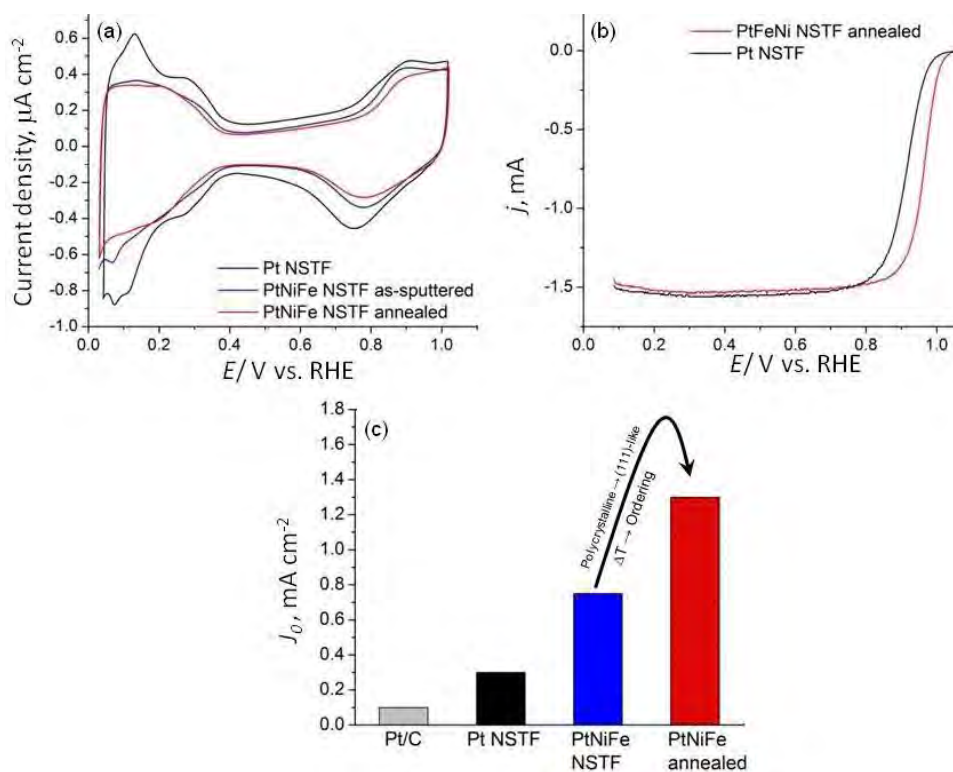 (a)
Current density, μA cm⁻²
0.6
0.4
0.2
0.0
-0.2
-0.4
-0.6
-0.8
-1.0
Pt NSTF
PtNiFe NSTF as-sputtered
PtNiFe NSTF annealed
0.0 0.2 0.4 0.6 0.8 1.0
E/ V vs. RHE
(b)
PtFeNi NSTF annealed
Pt NSTF
j, mA
0.0
-0.5
-1.0
-1.5
0.0 0.2 0.4 0.6 0.8 1.0
E/ V vs. RHE
(c)
J₀, mA cm⁻²
1.8
1.6
1.4
1.2
1.0
0.8
0.6
0.4
0.2
0.0
Polycrystalline → (111)-like
ΔT → Ordering
Pt/C
Pt NSTF
PtNiFe
NSTF
PtNiFe
annealed